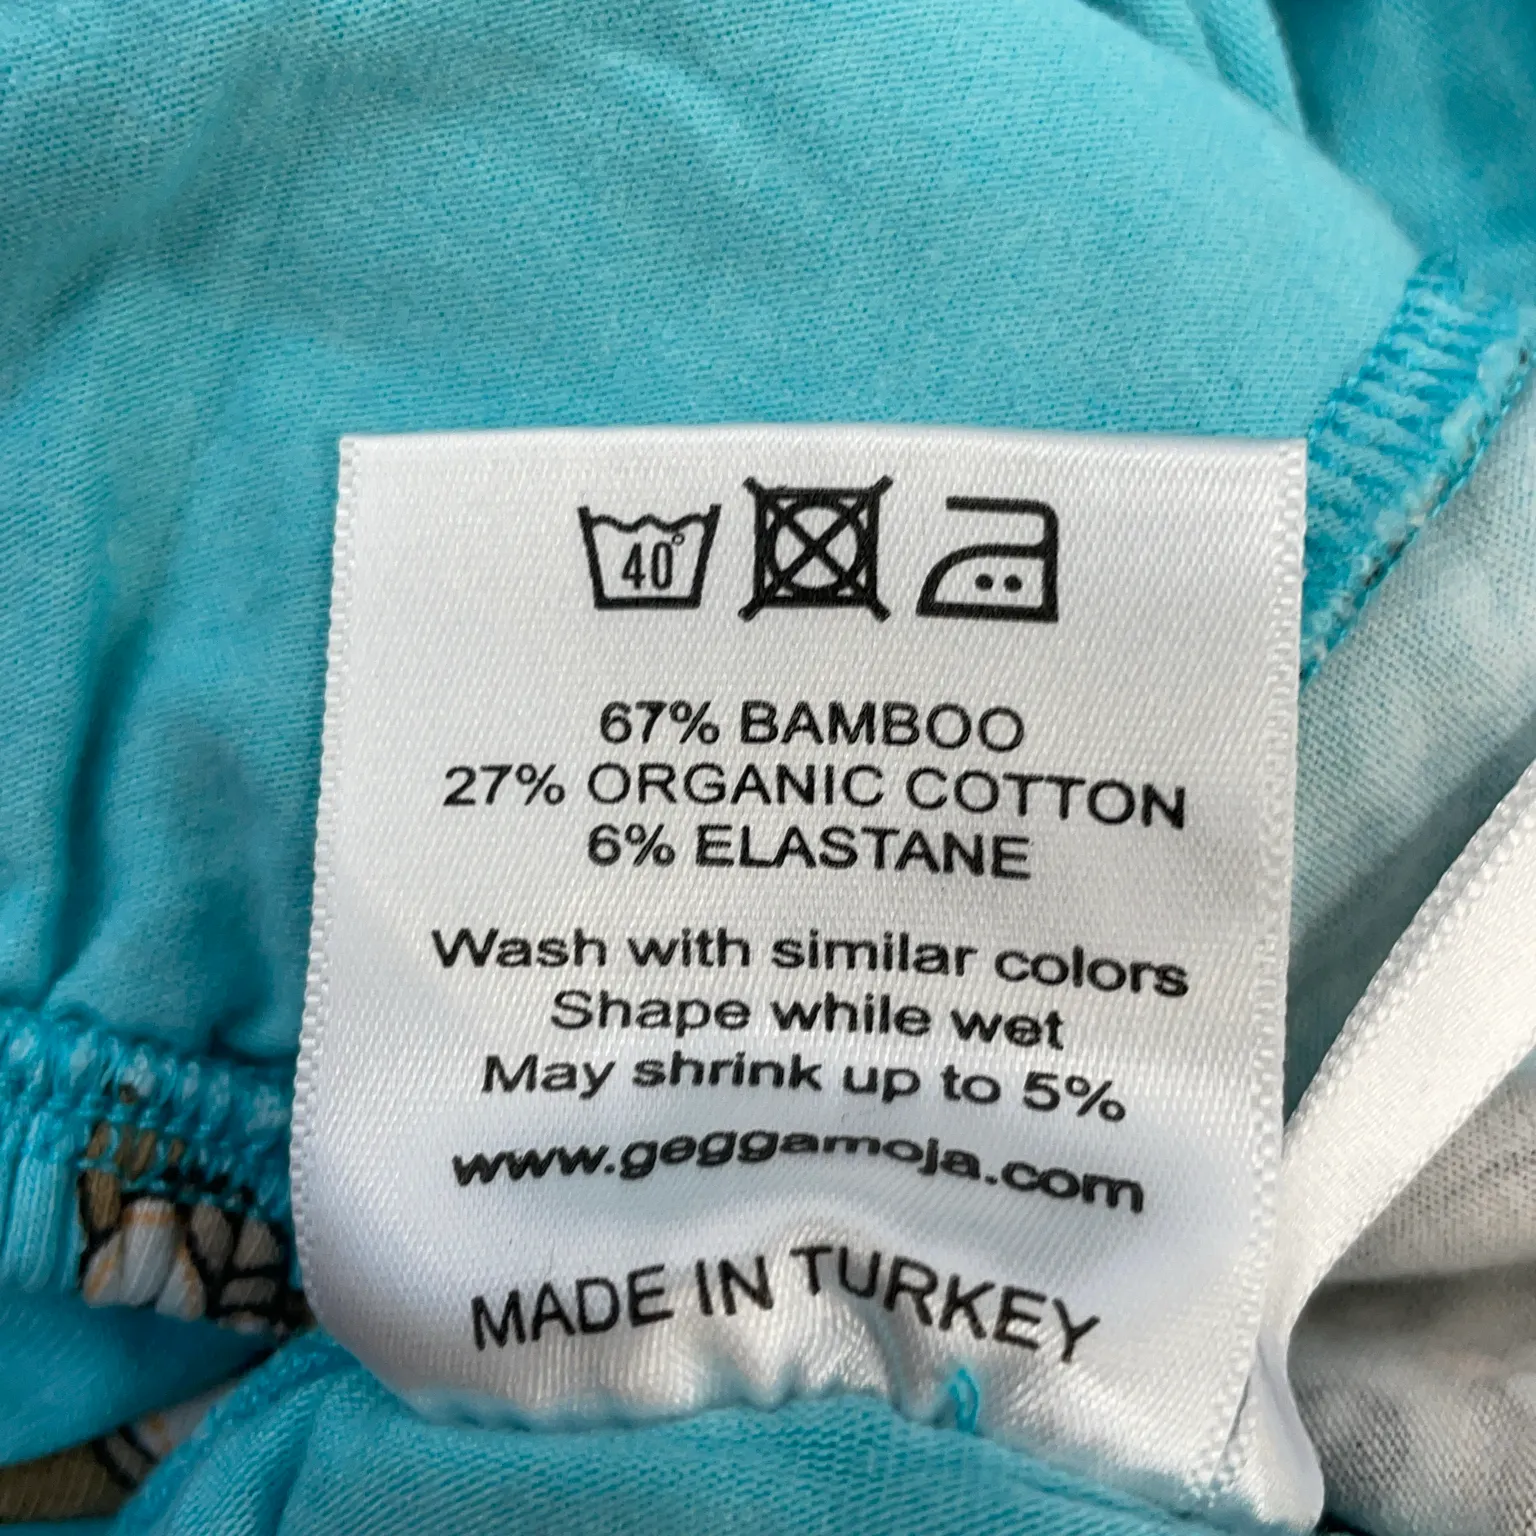 40°
67% BAMBOO
27% ORGANIC COTTON
6% ELASTANE
Wash with similar colors
Shape while wet
May shrink up to 5%
www.geggamoja.com
MADE IN TURKEY